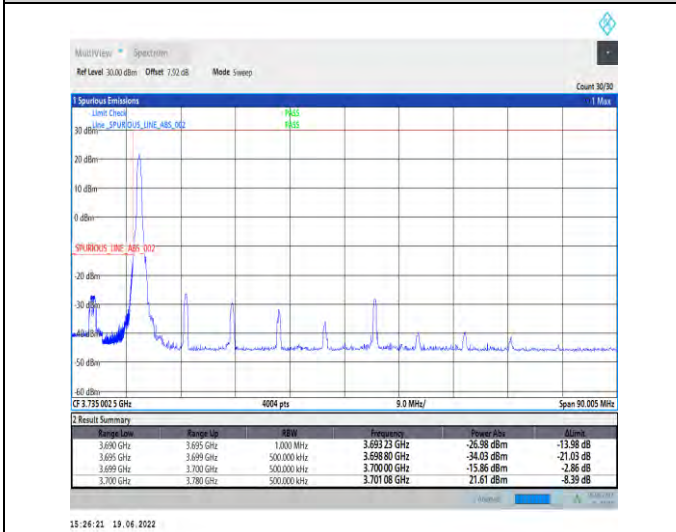 MultiView Spectrum
Ref Level 30.00 dBm Offset 7.92 dB Mode Sweep
Count 30/30
1 Spurious Emissions 1 Max
Limit Check PASS
Line _SPURIOUS_LINE_ABS_002 PASS
30 dBm
20 dBm
10 dBm
0 dBm
_SPURIOUS_LINE_ABS_002
-20 dBm
-30 dBm
-40 dBm
-50 dBm
-60 dBm
CF 3.735 002 5 GHz 4004 pts 9.0 MHz/ Span 90.005 MHz
2 Result Summary
Range Low Range Up RBW Frequency Power Abs ΔLimit
3.690 GHz 3.695 GHz 1.000 MHz 3.693 23 GHz -26.98 dBm -13.98 dB
3.695 GHz 3.699 GHz 500.000 kHz 3.698 80 GHz -34.03 dBm -21.03 dB
3.699 GHz 3.700 GHz 500.000 kHz 3.700 00 GHz -15.86 dBm -2.86 dB
3.700 GHz 3.780 GHz 500.000 kHz 3.701 08 GHz 21.61 dBm -8.39 dB
15:26:21 19.06.2022